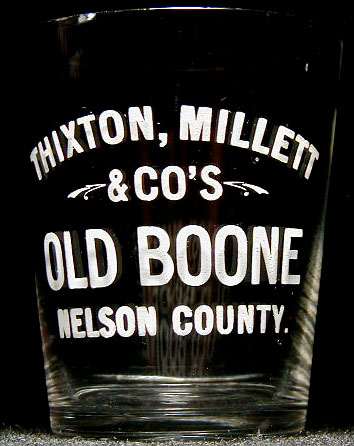 THIXTON, MILLETT
&CO'S
OLD BOONE
NELSON COUNTY.